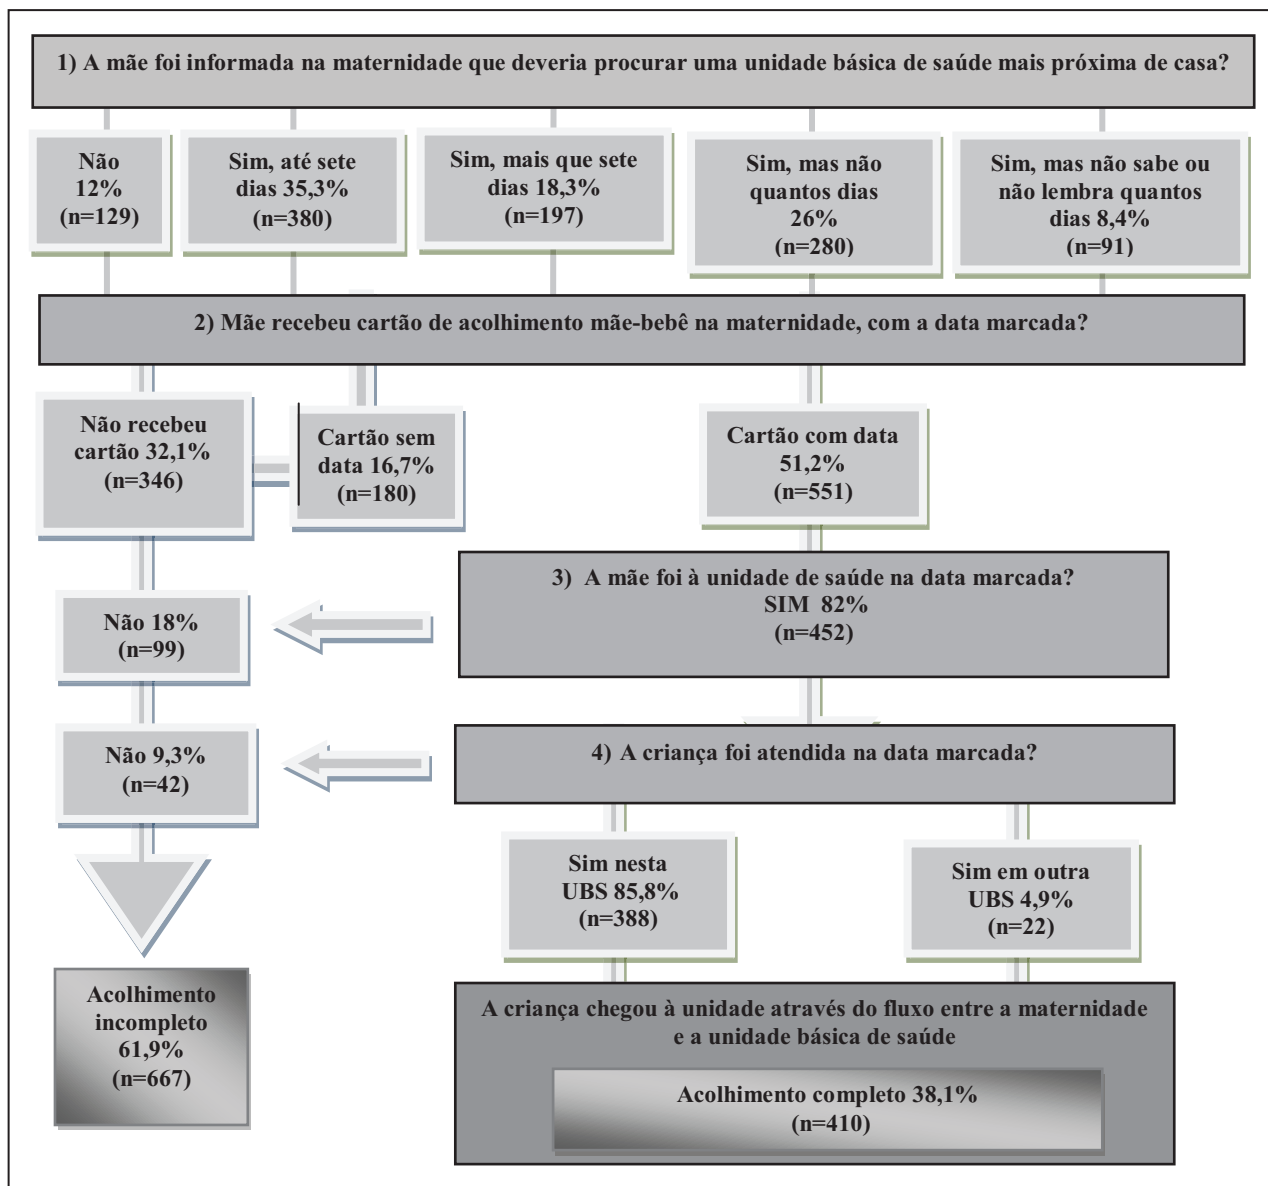 1) A mãe foi informada na maternidade que deveria procurar uma unidade básica de saúde mais próxima de casa?
Não
12%
(n=129)
Sim, até sete
dias 35,3%
(n=380)
Sim, mais que sete
dias 18,3%
(n=197)
Sim, mas não
quantos dias
26%
(n=280)
Sim, mas não sabe ou
não lembra quantos
dias 8,4%
(n=91)
2) Mãe recebeu cartão de acolhimento mãe-bebê na maternidade, com a data marcada?
Não recebeu
cartão 32,1%
(n=346)
Cartão sem
data 16,7%
(n=180)
Cartão com data
51,2%
(n=551)
3) A mãe foi à unidade de saúde na data marcada?
SIM 82%
(n=452)
Não 18%
(n=99)
4) A criança foi atendida na data marcada?
Não 9,3%
(n=42)
Sim nesta
UBS 85,8%
(n=388)
Sim em outra
UBS 4,9%
(n=22)
Acolhimento
incompleto
61,9%
(n=667)
A criança chegou à unidade através do fluxo entre a maternidade
e a unidade básica de saúde
Acolhimento completo 38,1%
(n=410)